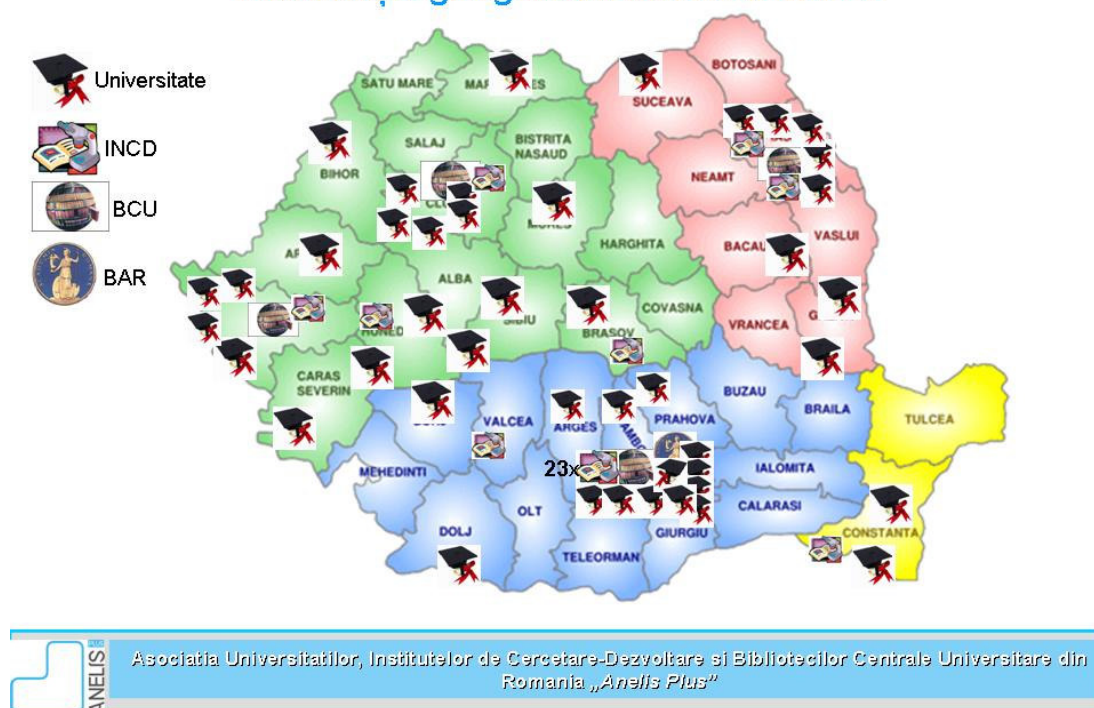 Universitate
INCD
BCU
BAR
SATU MARE
BOTOSANI
SUCEAVA
SALAJ
BISTRITA
NASAUD
BIHOR
NEAMT
HARGHITA
BACAU
VASLUI
ALBA
SIBIU
COVASNA
BRASOV
VRANCEA
CARAS
SEVERIN
BUZAU
BRAILA
TULCEA
VALCEA
ARGES
PRAHOVA
MEHEDINTI
23x
IALOMITA
OLT
CALARASI
DOLJ
GIURGIU
CONSTANTA
TELEORMAN
ANELIS
PLUS
Asociatia Universitatilor, Institutelor de Cercetare-Dezvoltare si Bibliotecilor Centrale Universitare din
Romania „Anelis Plus”